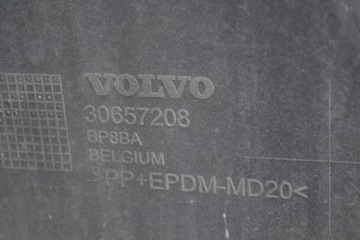 VOLVO
30657208
BP8BA
BELGIUM
>PP+EPDM-MD20<